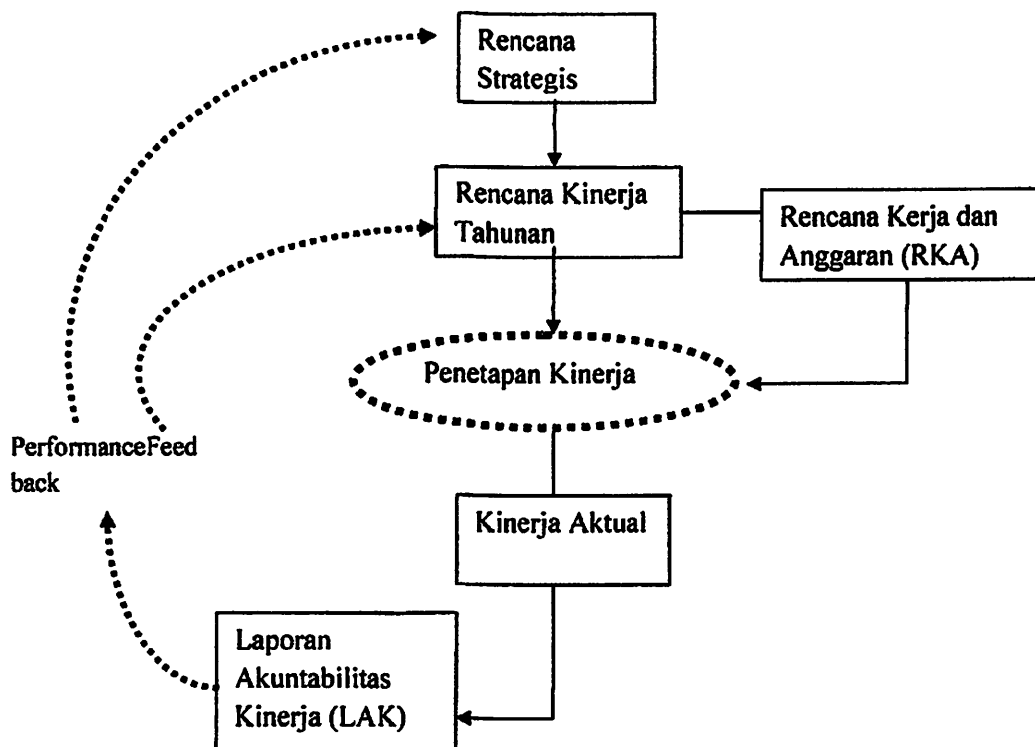 Rencana
Strategis
Rencana Kinerja
Tahunan
Rencana Kerja dan
Anggaran (RKA)
Penetapan Kinerja
PerformanceFeed
back
Kinerja Aktual
Laporan
Akuntabilitas
Kinerja (LAK)